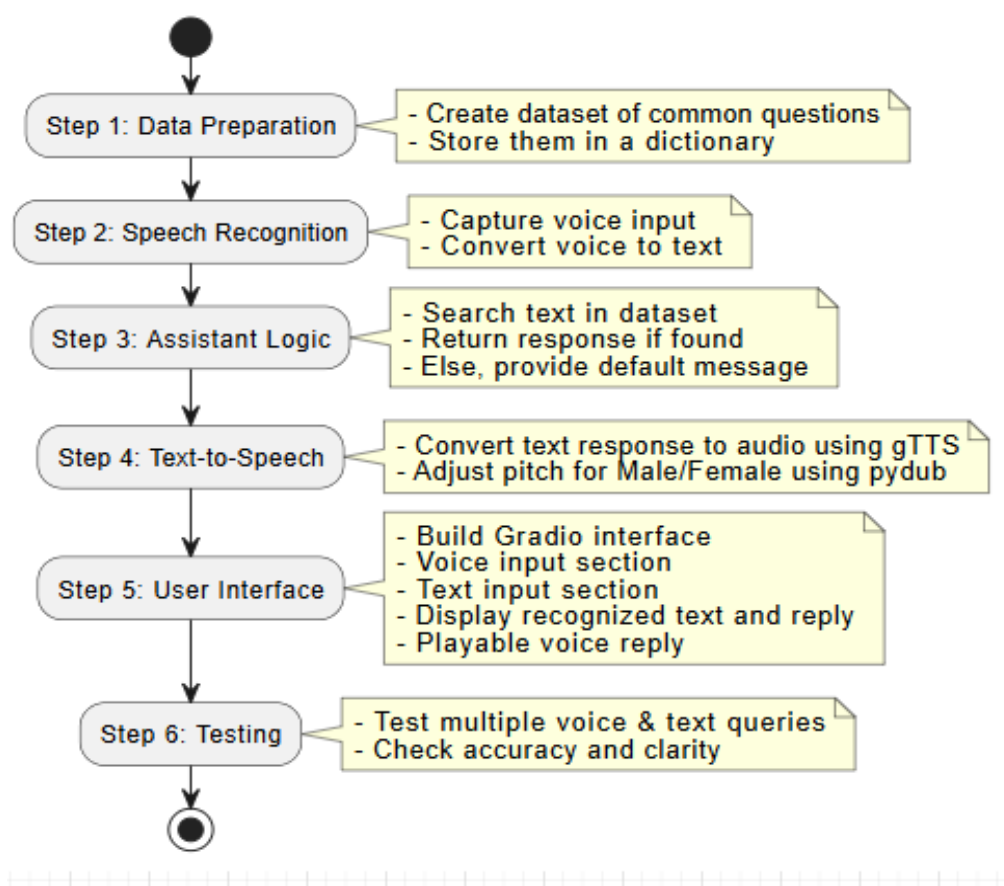 Step 1: Data Preparation
- Create dataset of common questions
- Store them in a dictionary
Step 2: Speech Recognition
- Capture voice input
- Convert voice to text
Step 3: Assistant Logic
- Search text in dataset
- Return response if found
- Else, provide default message
Step 4: Text-to-Speech
- Convert text response to audio using gTTS
- Adjust pitch for Male/Female using pydub
Step 5: User Interface
- Build Gradio interface
- Voice input section
- Text input section
- Display recognized text and reply
- Playable voice reply
Step 6: Testing
- Test multiple voice & text queries
- Check accuracy and clarity